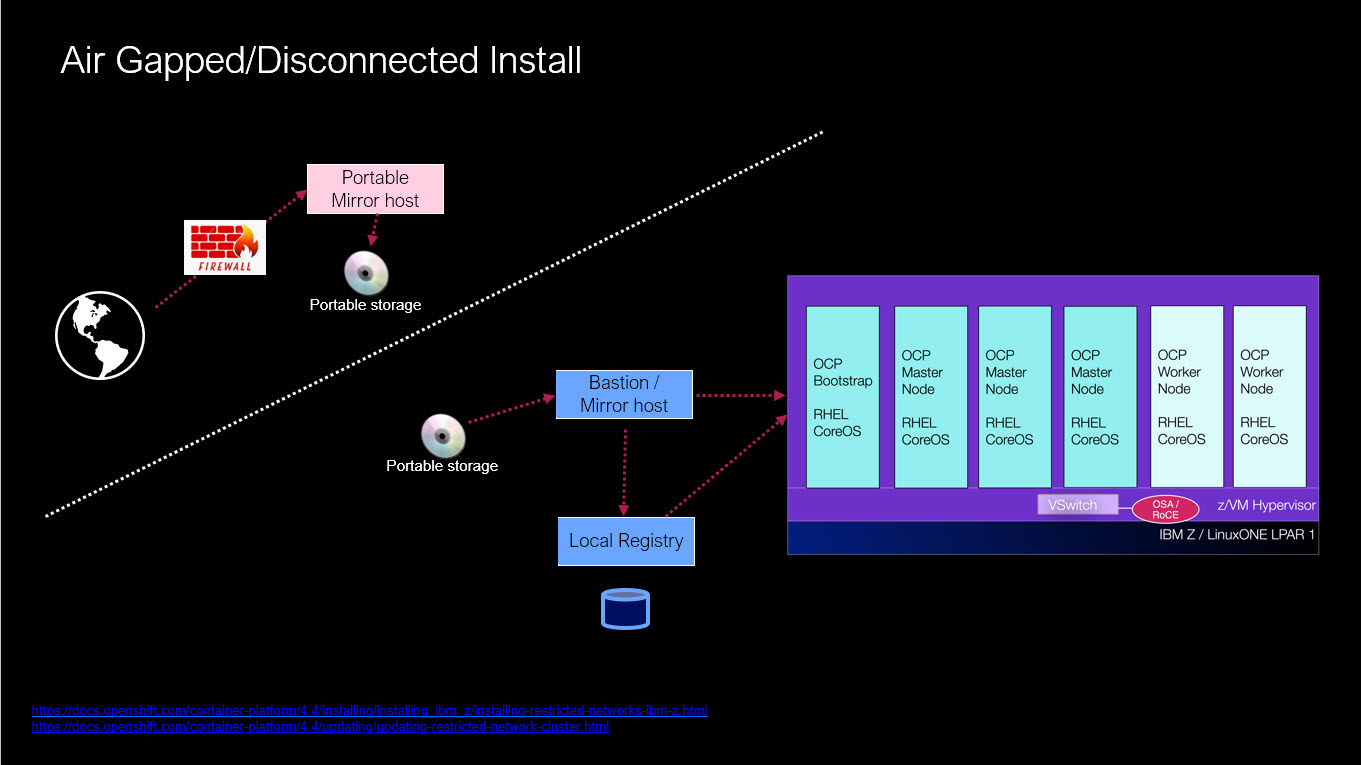 Air Gapped/Disconnected Install
Portable
Mirror host
FIREWALL
Portable storage
Bastion /
Mirror host
Portable storage
Local Registry
OCP
Bootstrap
RHEL
CoreOS
OCP
Master
Node
RHEL
CoreOS
OCP
Master
Node
RHEL
CoreOS
OCP
Master
Node
RHEL
CoreOS
OCP
Worker
Node
RHEL
CoreOS
OCP
Worker
Node
RHEL
CoreOS
VSwitch
OSA /
RoCE
z/VM Hypervisor
IBM Z / LinuxONE LPAR 1
https://docs.openshift.com/container-platform/4.4/installing/installing_ibm_z/installing-restricted-networks-ibm-z.html
https://docs.openshift.com/container-platform/4.4/updating/updating-restricted-network-cluster.html